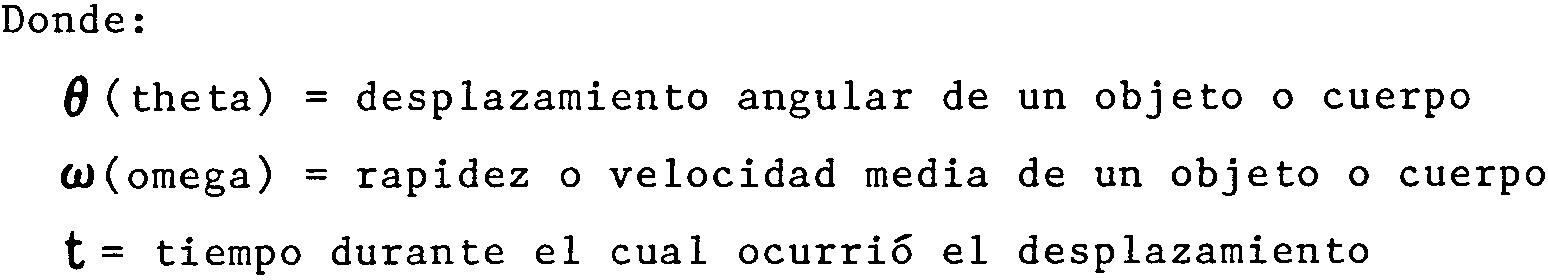 Donde:
θ (theta) = desplazamiento angular de un objeto o cuerpo
ω(omega) = rapidez o velocidad media de un objeto o cuerpo
t = tiempo durante el cual ocurrió el desplazamiento